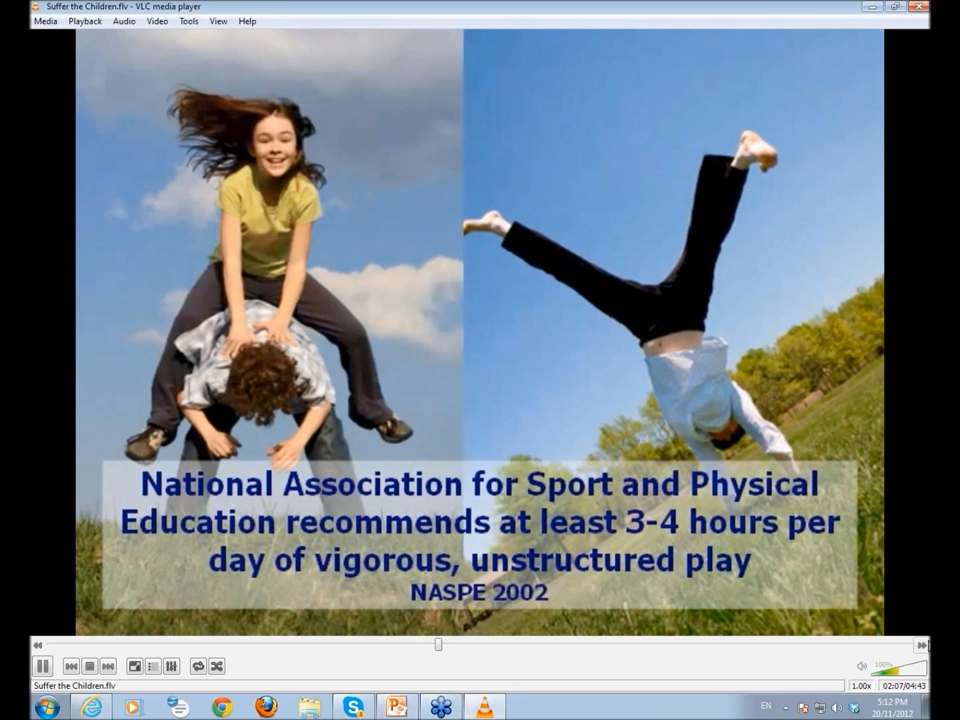 Suffer the Children.flv - VLC media player
Media Playback Audio Video Tools View Help
National Association for Sport and Physical
Education recommends at least 3-4 hours per
day of vigorous, unstructured play
NASPE 2002
100%
Suffer the Children.flv 1.00x 02:07/04:43
EN 5:12 PM
20/11/2012